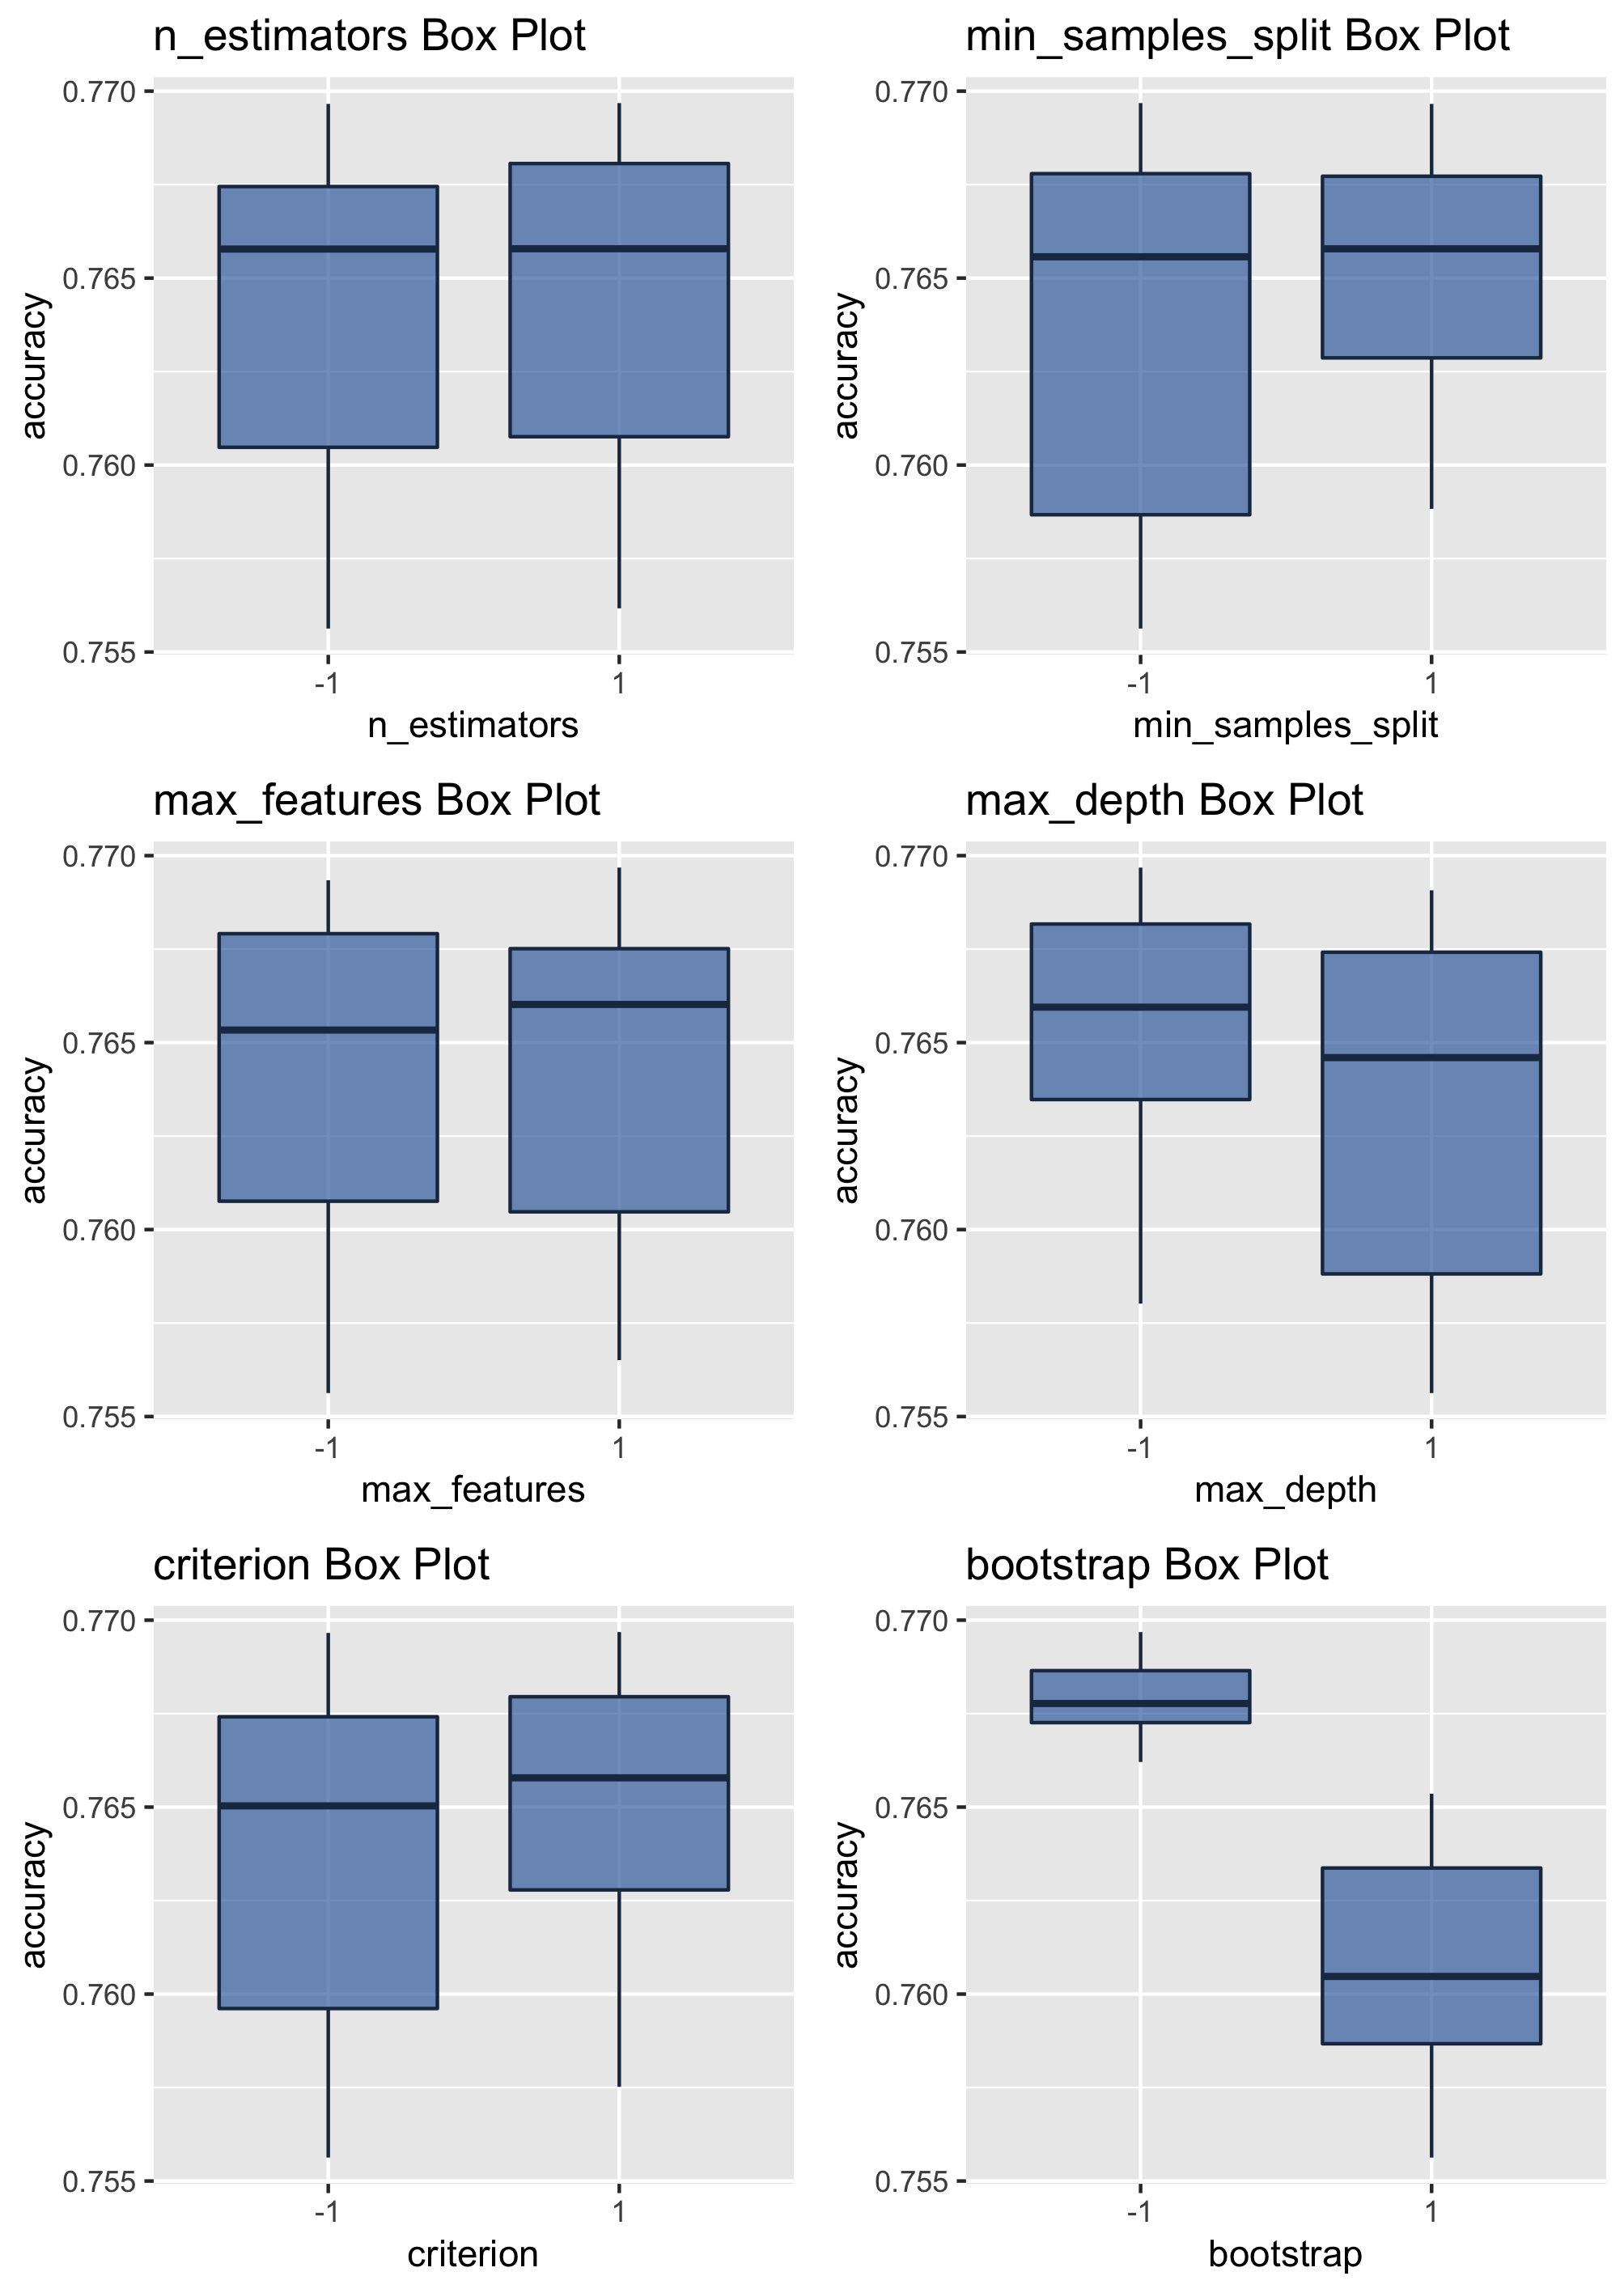 n_estimators Box Plot
0.770
0.765
0.760
0.755
accuracy
-1
1
n_estimators
min_samples_split Box Plot
0.770
0.765
0.760
0.755
accuracy
-1
1
min_samples_split
max_features Box Plot
0.770
0.765
0.760
0.755
accuracy
-1
1
max_features
max_depth Box Plot
0.770
0.765
0.760
0.755
accuracy
-1
1
max_depth
criterion Box Plot
0.770
0.765
0.760
0.755
accuracy
-1
1
criterion
bootstrap Box Plot
0.770
0.765
0.760
0.755
accuracy
-1
1
bootstrap